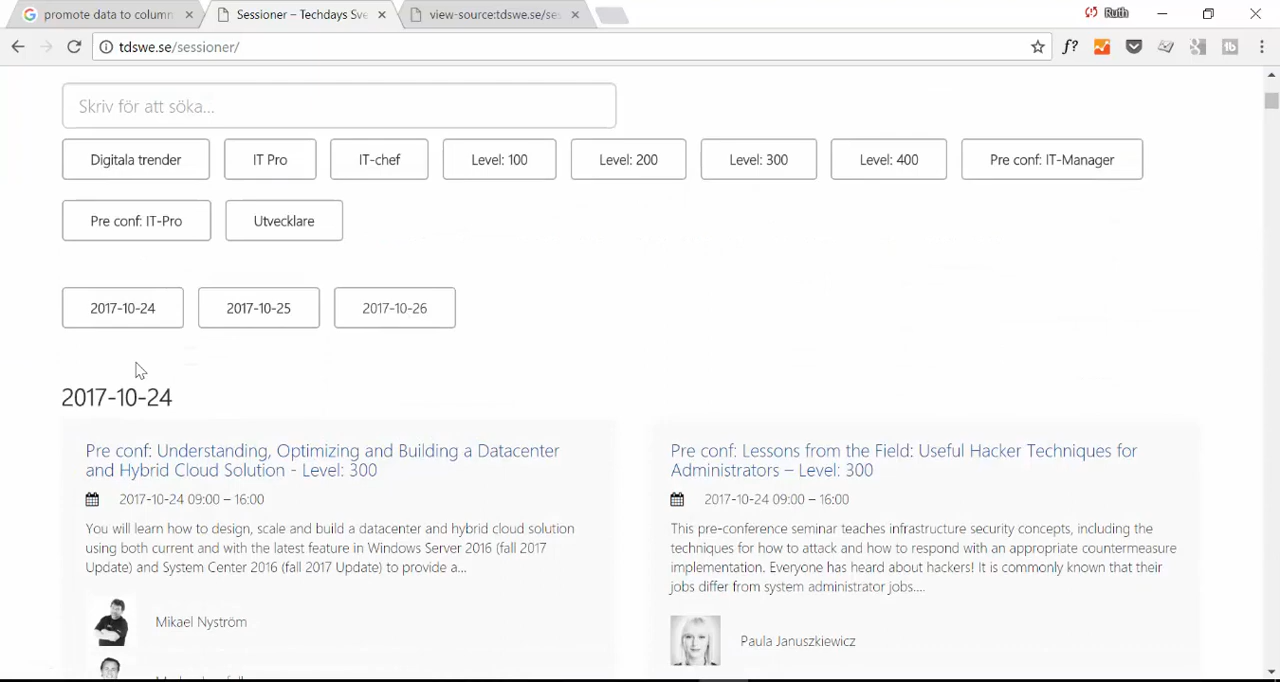 promote data to column
Sessioner – Techdays Sve
view-source:tdswe.se/ses
Ruth
tdswe.se/sessioner/
f?
Skriv för att söka...
Digitala trender
IT Pro
IT-chef
Level: 100
Level: 200
Level: 300
Level: 400
Pre conf: IT-Manager
Pre conf: IT-Pro
Utvecklare
2017-10-24
2017-10-25
2017-10-26
2017-10-24
Pre conf: Understanding, Optimizing and Building a Datacenter
and Hybrid Cloud Solution - Level: 300
2017-10-24 09:00 – 16:00
You will learn how to design, scale and build a datacenter and hybrid cloud solution
using both current and with the latest feature in Windows Server 2016 (fall 2017
Update) and System Center 2016 (fall 2017 Update) to provide a...
Mikael Nyström
Pre conf: Lessons from the Field: Useful Hacker Techniques for
Administrators – Level: 300
2017-10-24 09:00 – 16:00
This pre-conference seminar teaches infrastructure security concepts, including the
techniques for how to attack and how to respond with an appropriate countermeasure
implementation. Everyone has heard about hackers! It is commonly known that their
jobs differ from system administrator jobs....
Paula Januszkiewicz